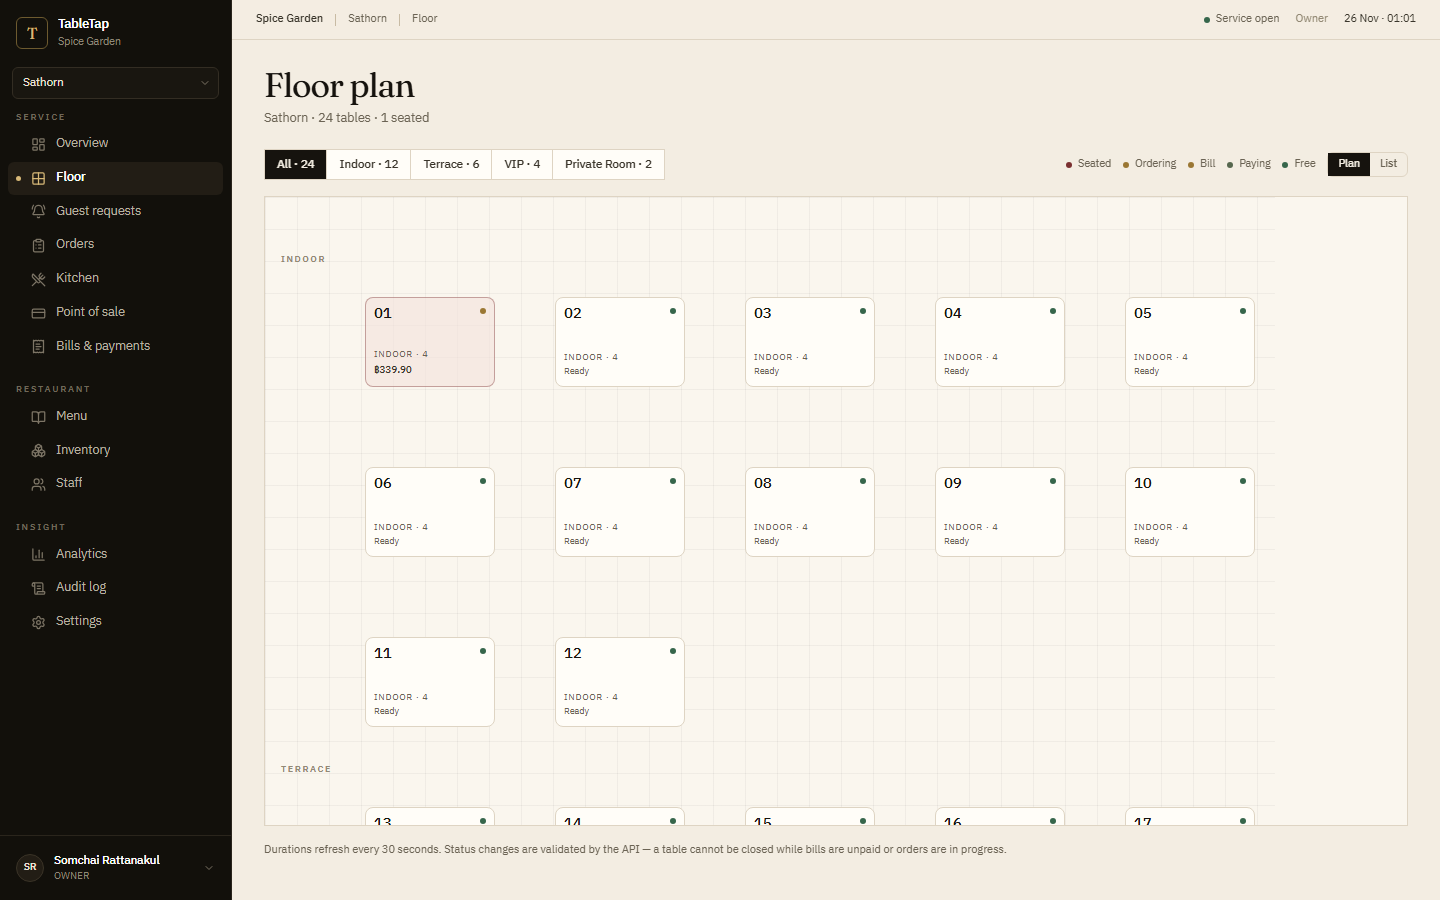 T
TableTap
Spice Garden
Sathorn
SERVICE
Overview
Floor
Guest requests
Orders
Kitchen
Point of sale
Bills & payments
RESTAURANT
Menu
Inventory
Staff
INSIGHT
Analytics
Audit log
Settings
SR
Somchai Rattanakul
OWNER
Spice Garden Sathorn Floor
Service open Owner 26 Nov · 01:01
Floor plan
Sathorn · 24 tables · 1 seated
All · 24 Indoor · 12 Terrace · 6 VIP · 4 Private Room · 2
Seated Ordering Bill Paying Free Plan List
INDOOR
01 02 03 04 05
INDOOR · 4 INDOOR · 4 INDOOR · 4 INDOOR · 4 INDOOR · 4
฿339.90 Ready Ready Ready Ready
06 07 08 09 10
INDOOR · 4 INDOOR · 4 INDOOR · 4 INDOOR · 4 INDOOR · 4
Ready Ready Ready Ready Ready
11 12
INDOOR · 4 INDOOR · 4
Ready Ready
TERRACE
13 14 15 16 17
Durations refresh every 30 seconds. Status changes are validated by the API — a table cannot be closed while bills are unpaid or orders are in progress.